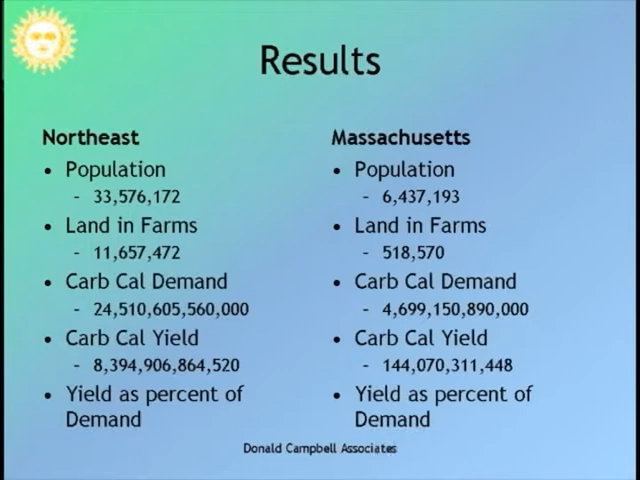 Results
Northeast
• Population
– 33,576,172
• Land in Farms
– 11,657,472
• Carb Cal Demand
– 24,510,605,560,000
• Carb Cal Yield
– 8,394,906,864,520
• Yield as percent of
Demand
Massachusetts
• Population
– 6,437,193
• Land in Farms
– 518,570
• Carb Cal Demand
– 4,699,150,890,000
• Carb Cal Yield
– 144,070,311,448
• Yield as percent of
Demand
Donald Campbell Associates